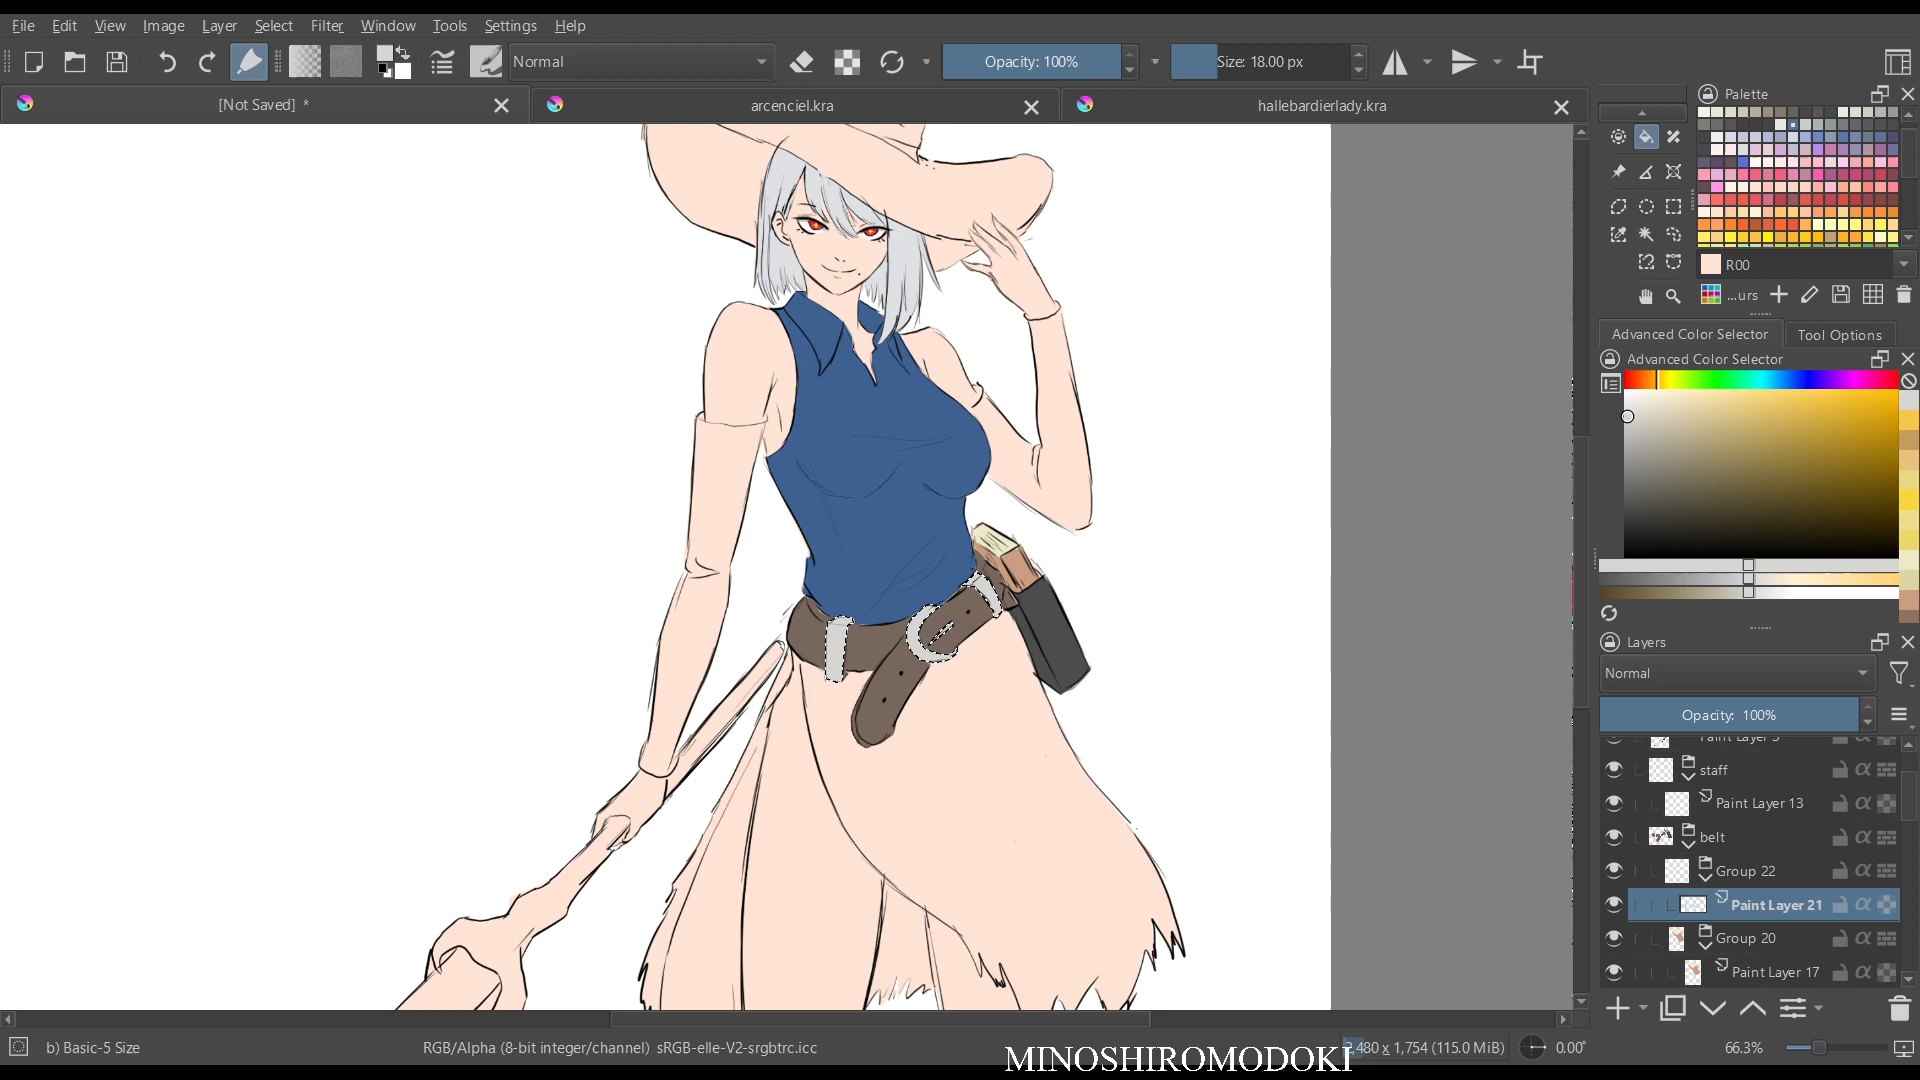 File Edit View Image Layer Select Filter Window Tools Settings Help
Normal Opacity: 100% Size: 18.00 px
[Not Saved] * arcenciel.kra hallebardierlady.kra
Palette
R00
...urs
Advanced Color Selector Tool Options
Advanced Color Selector
Layers
Normal
Opacity: 100%
Paint Layer 5
staff
Paint Layer 13
belt
Group 22
Paint Layer 21
Group 20
Paint Layer 17
b) Basic-5 Size RGB/Alpha (8-bit integer/channel) sRGB-elle-V2-srgbtrc.icc 2,480 x 1,754 (115.0 MiB) 0.00° 66.3%
MINOSHIROMODOKI